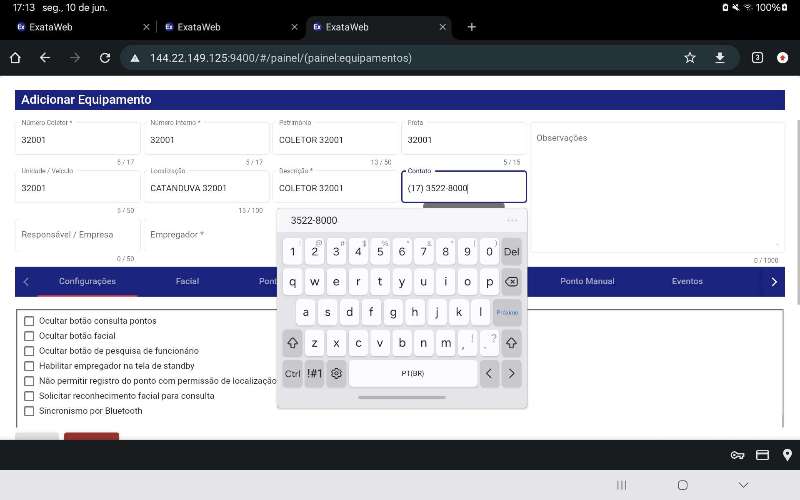 17:13 seg., 10 de jun.
100%
Ex ExataWeb
Ex ExataWeb
Ex ExataWeb
144.22.149.125:9400/#/painel/(painel:equipamentos)
3
Adicionar Equipamento
Número Coletor *
32001
5 / 17
Número Interno *
32001
5 / 17
Patrimônio
COLETOR 32001
13 / 50
Frota
32001
5 / 15
Observações
0 / 1000
Unidade / Veículo
32001
5 / 50
Localização
CATANDUVA 32001
15 / 100
Descrição *
COLETOR 32001
Contato
(17) 3522-8000
Responsável / Empresa
0 / 50
Empregador *
3522-8000
1 2 3 4 5 6 7 8 9 0 Del
q w e r t y u i o p
a s d f g h j k l Próximo
z x c v b n m , ! . ?
Ctrl !#1 PT(BR)
Configurações
Facial
Pont
Ponto Manual
Eventos
Ocultar botão consulta pontos
Ocultar botão facial
Ocultar botão de pesquisa de funcionário
Habilitar empregador na tela de standby
Não permitir registro do ponto com permissão de localização
Solicitar reconhecimento facial para consulta
Sincronismo por Bluetooth